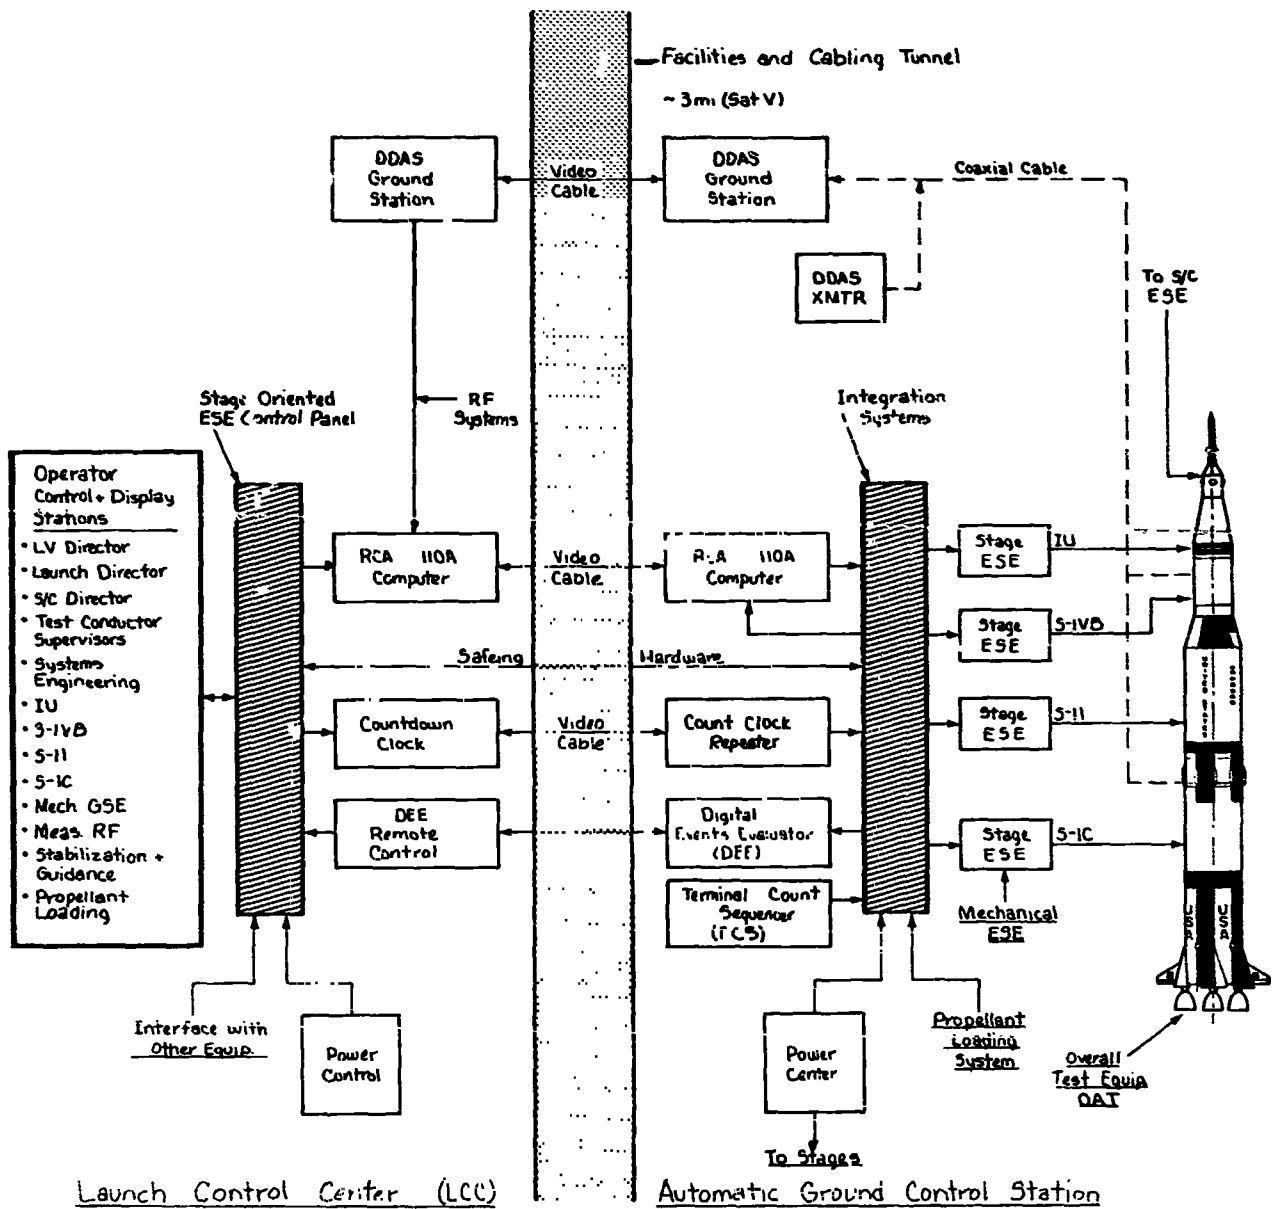 Facilities and Cabling Tunnel
~ 3mi (Sat V)
DDAS
Ground
Station
Video
Cable
DDAS
Ground
Station
Coaxial Cable
DDAS
XMTR
To S/C
ESE
Stage Oriented
ESE Control Panel
RF
Systems
Integration
Systems
Operator
Control + Display
Stations
• LV Director
• Launch Director
• S/C Director
• Test Conductor
Supervisors
• Systems
Engineering
• IU
• S-IVB
• S-II
• S-IC
• Mech GSE
• Meas. RF
• Stabilization +
Guidance
• Propellant
Loading
RCA 110A
Computer
Video
Cable
RCA 110A
Computer
Stage
ESE
IU
Stage
ESE
S-IVB
Safeing
Hardware
Countdown
Clock
Video
Cable
Count Clock
Repeater
Stage
ESE
S-II
DEE
Remote
Control
Digital
Events Evaluator
(DEE)
Stage
ESE
S-IC
Terminal Count
Sequencer
(TCS)
Mechanical
ESE
USA
USA
Interface with
Other Equip.
Power
Control
Power
Center
Propellant
Loading
System
Overall
Test Equip
OAT
To Stages
Launch Control Center (LCC)
Automatic Ground Control Station